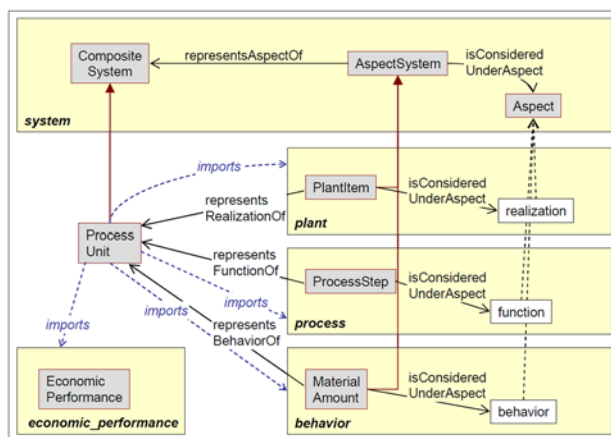 Composite
System
representsAspectOf
AspectSystem
isConsidered
UnderAspect
Aspect
system
imports
represents
RealizationOf
PlantItem
isConsidered
UnderAspect
realization
plant
Process
Unit
represents
FunctionOf
ProcessStep
isConsidered
UnderAspect
function
imports
process
imports
imports
represents
BehaviorOf
Economic
Performance
economic_performance
Material
Amount
isConsidered
UnderAspect
behavior
behavior